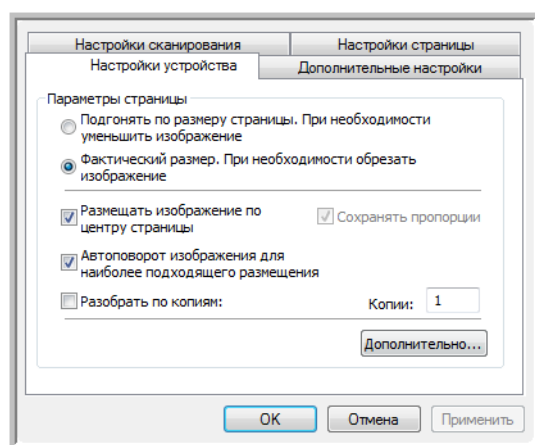 Настройки сканирования
Настройки страницы
Настройки устройства
Дополнительные настройки
Параметры страницы
Подгонять по размеру страницы. При необходимости
уменьшить изображение
Фактический размер. При необходимости обрезать
изображение
Размещать изображение по
центру страницы
Сохранять пропорции
Автоповорот изображения для
наиболее подходящего размещения
Разобрать по копиям:
Копии: 1
Дополнительно...
OK
Отмена
Применить